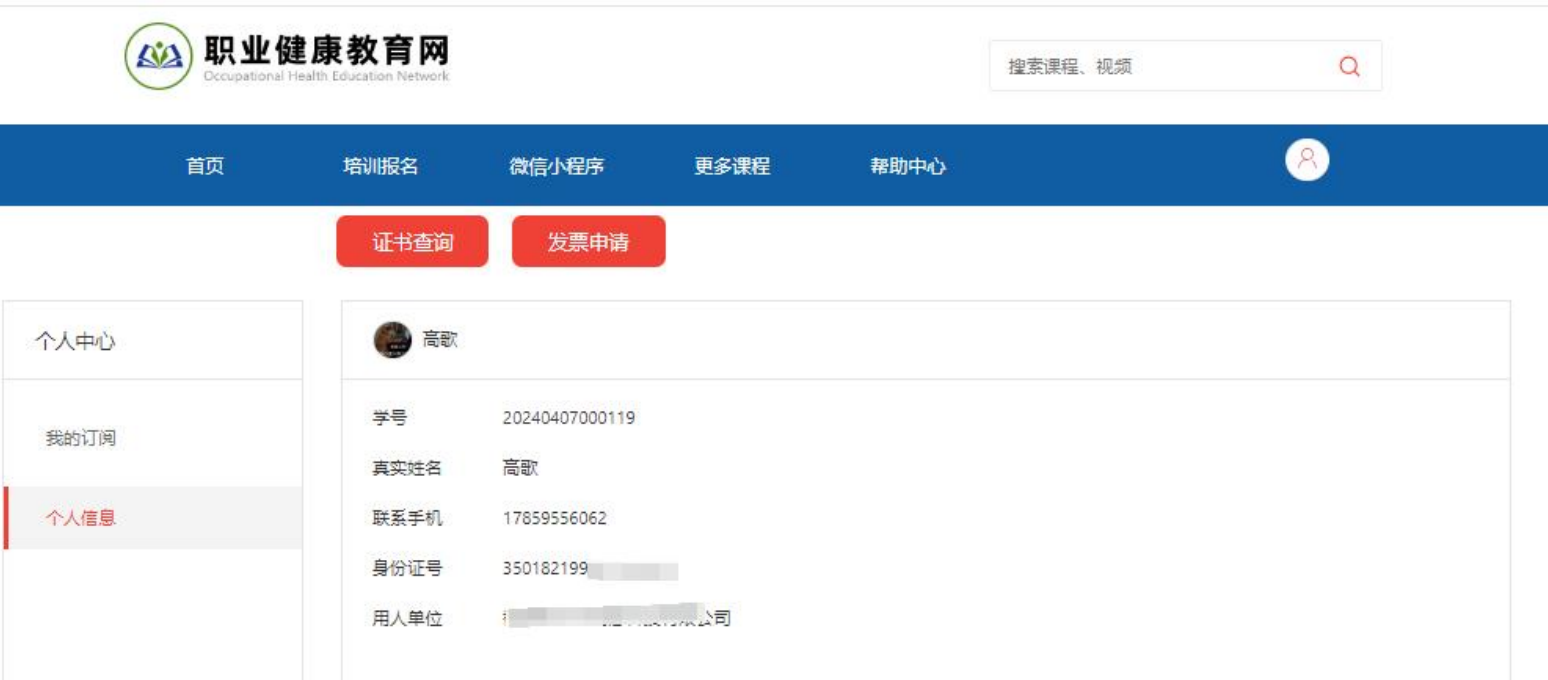 职业健康教育网
Occupational Health Education Network
搜索课程、视频
首页 培训报名 微信小程序 更多课程 帮助中心
证书查询 发票申请
个人中心
我的订阅
个人信息
高歌
学号 20240407000119
真实姓名 高歌
联系手机 17859556062
身份证号 350182199
用人单位 公司